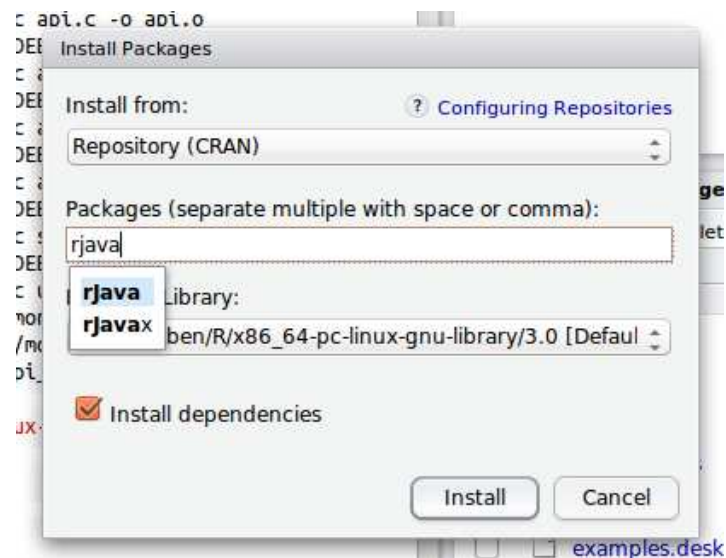 c api.c -o api.o
Install Packages
Install from:
? Configuring Repositories
Repository (CRAN)
Packages (separate multiple with space or comma):
rjava
rJava
rJavax
Library:
ben/R/x86_64-pc-linux-gnu-library/3.0 [Defaul
Install dependencies
Install
Cancel
examples.desk